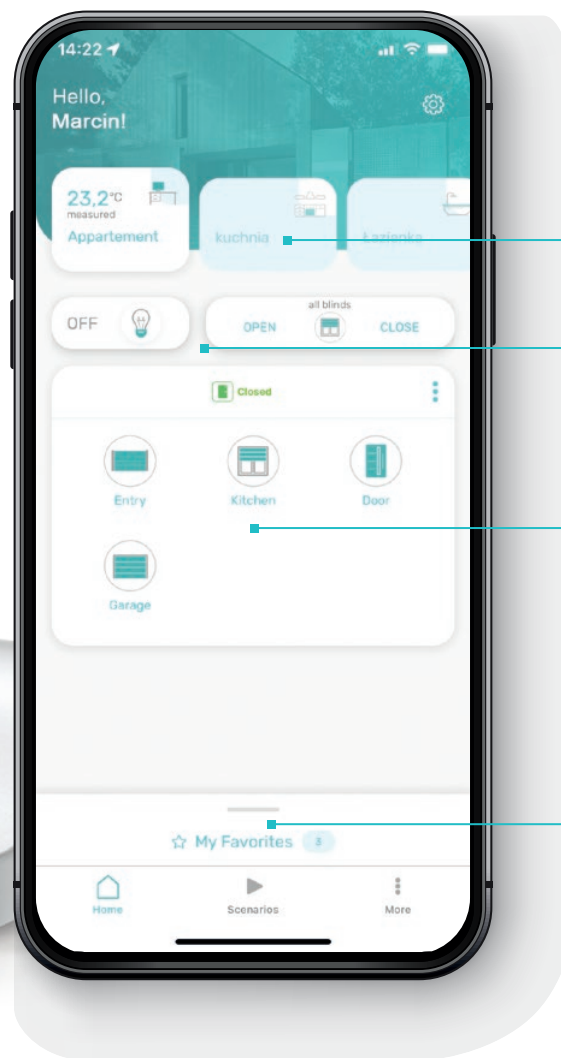 14:22
Hello,
Marcin!
23,2°C
measured
Appartement
kuchnia
Łazienka
OFF
all blinds
OPEN
CLOSE
Closed
Entry
Kitchen
Door
Garage
My Favorites 3
Home
Scenarios
More